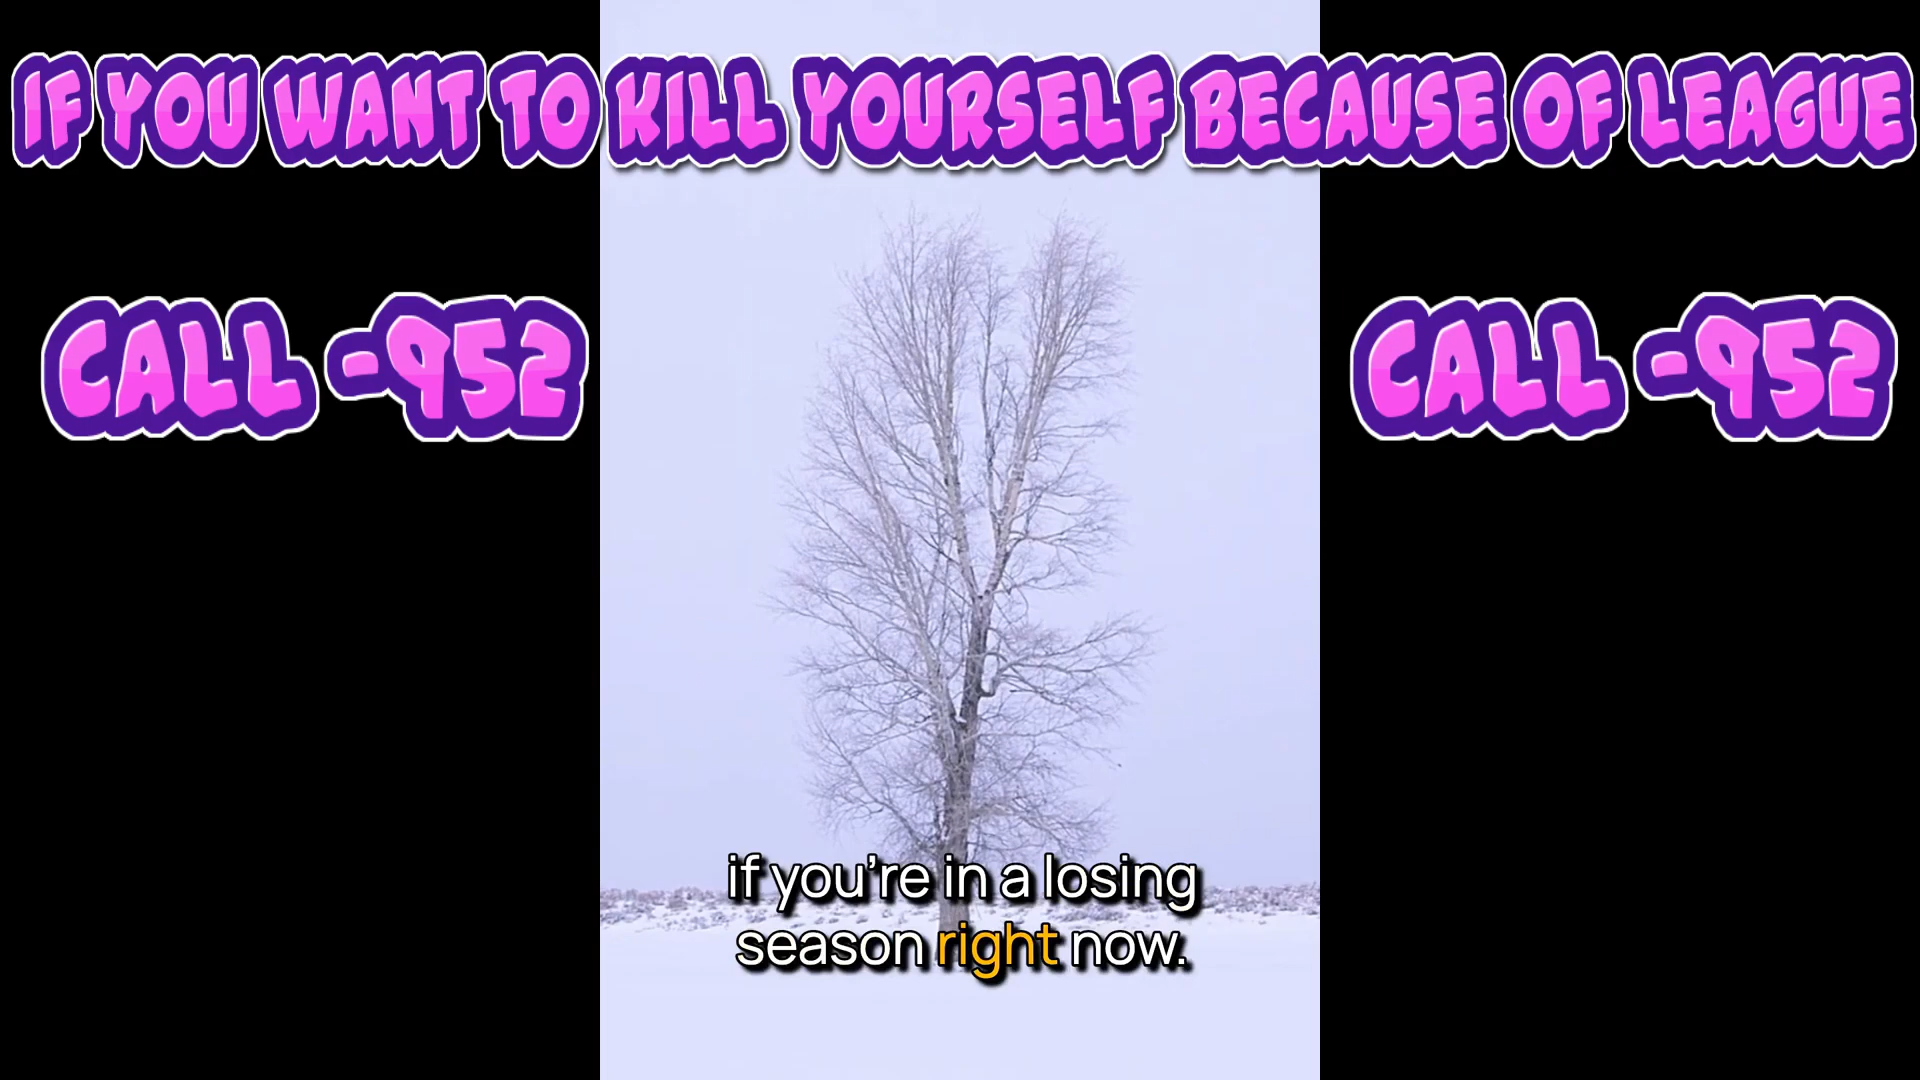 IF YOU WANT TO KILL YOURSELF BECAUSE OF LEAGUE
CALL -952
CALL -952
if you're in a losing
season right now.